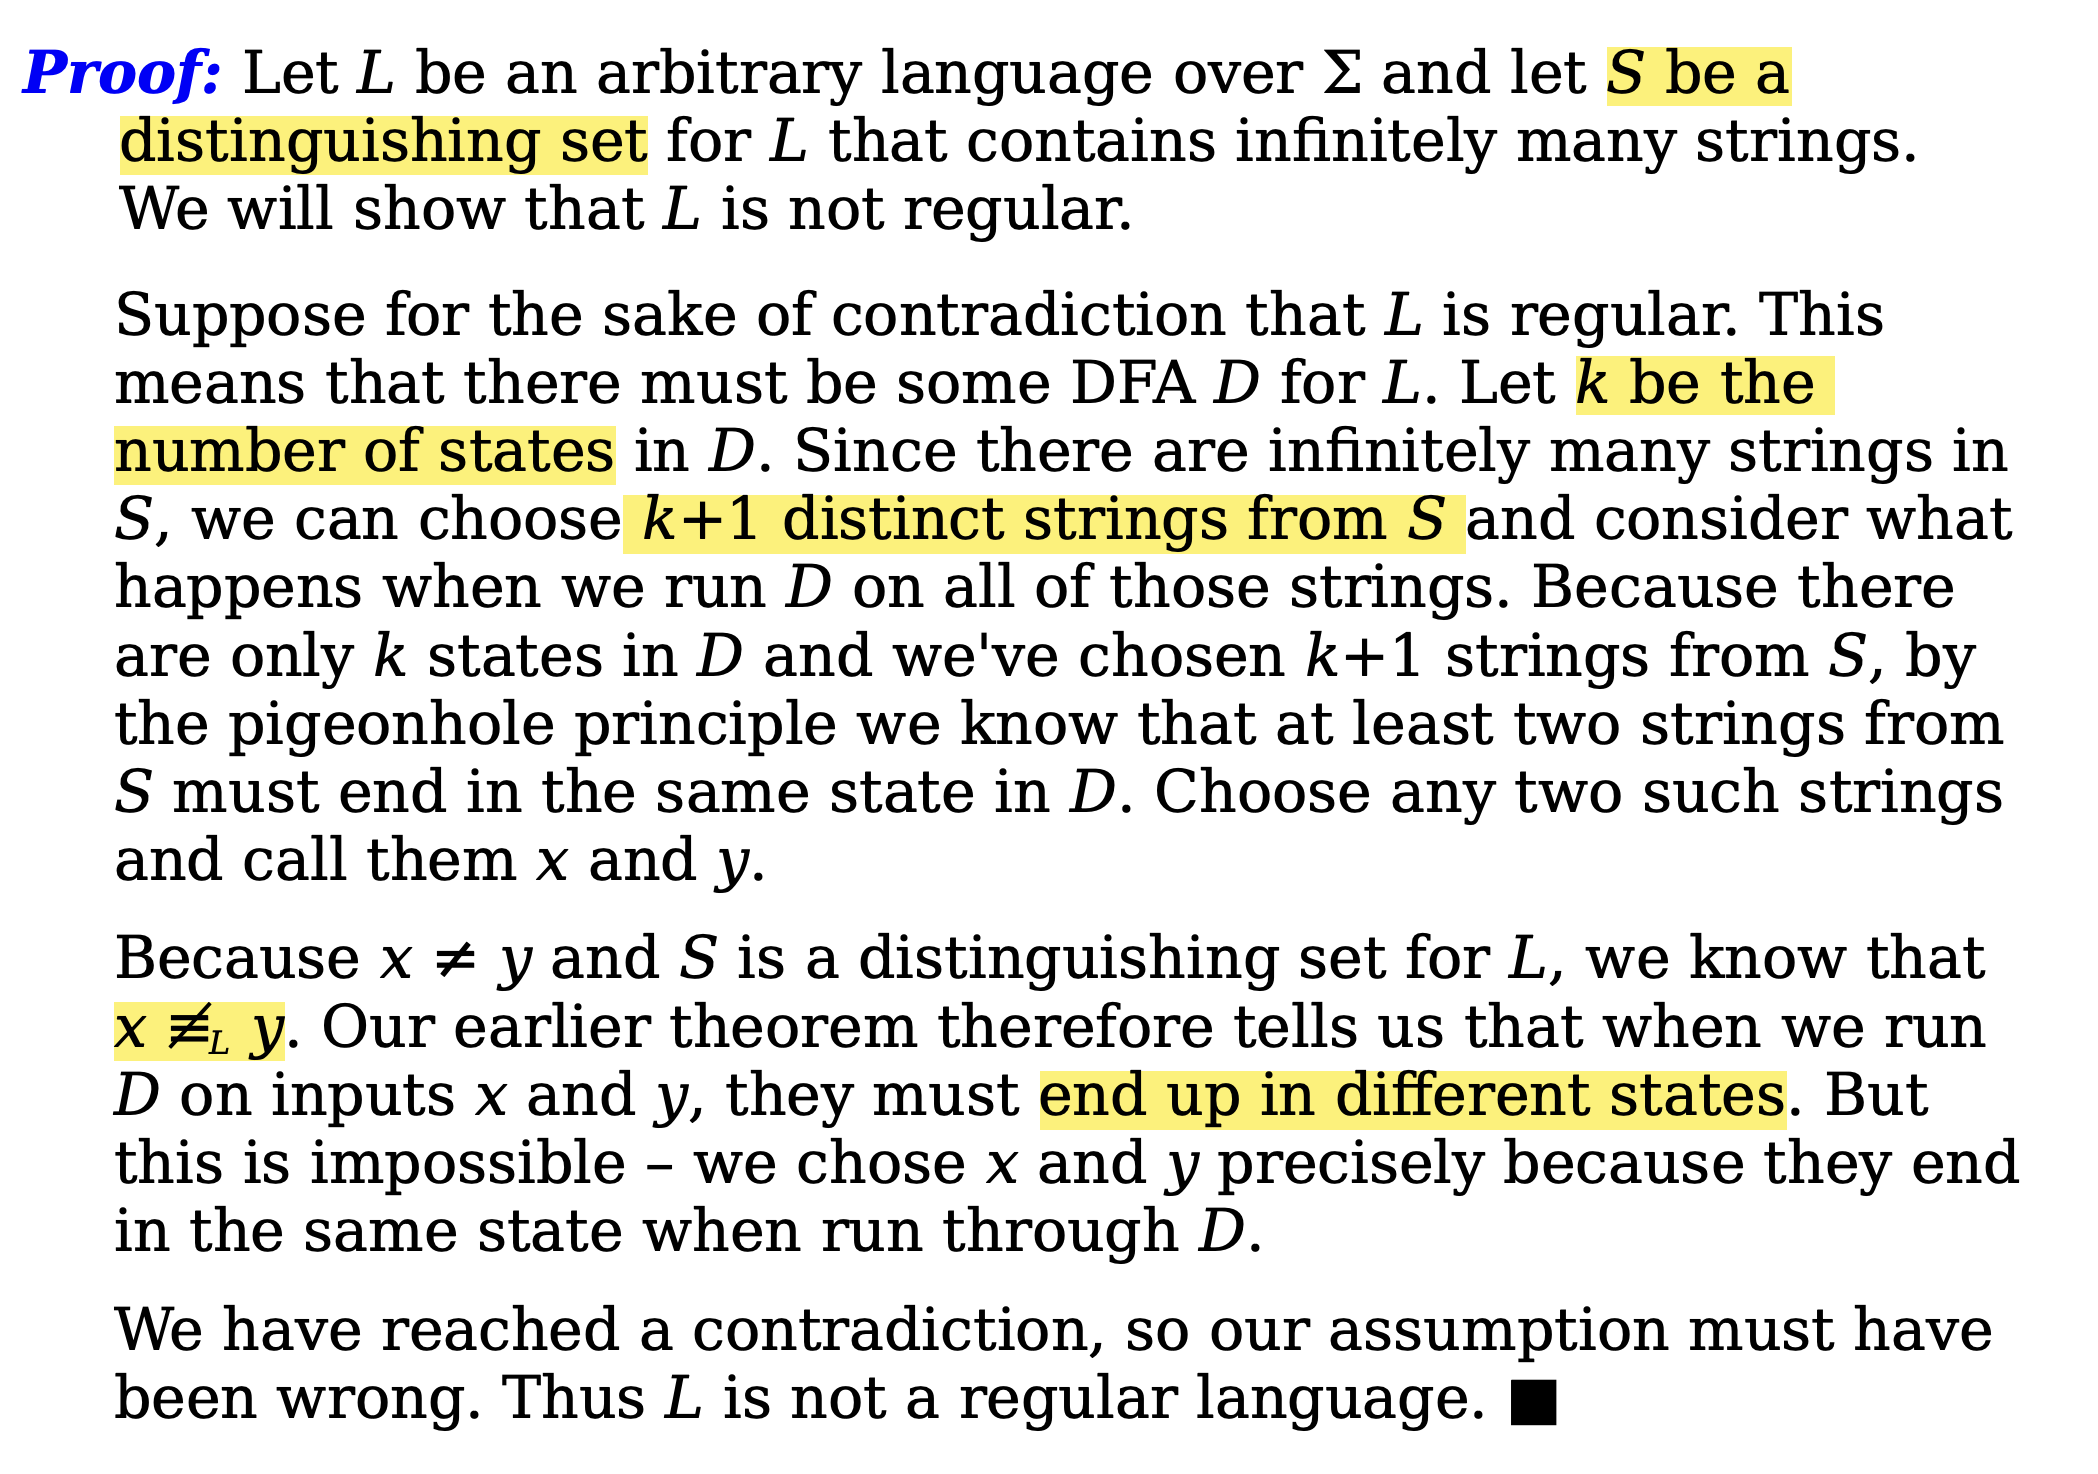 Proof: Let L be an arbitrary language over Σ and let S be a
distinguishing set for L that contains infinitely many strings.
We will show that L is not regular.
Suppose for the sake of contradiction that L is regular. This
means that there must be some DFA D for L. Let k be the
number of states in D. Since there are infinitely many strings in
S, we can choose k+1 distinct strings from S and consider what
happens when we run D on all of those strings. Because there
are only k states in D and we've chosen k+1 strings from S, by
the pigeonhole principle we know that at least two strings from
S must end in the same state in D. Choose any two such strings
and call them x and y.
Because x ≠ y and S is a distinguishing set for L, we know that
x ≢L y. Our earlier theorem therefore tells us that when we run
D on inputs x and y, they must end up in different states. But
this is impossible – we chose x and y precisely because they end
in the same state when run through D.
We have reached a contradiction, so our assumption must have
been wrong. Thus L is not a regular language. ■